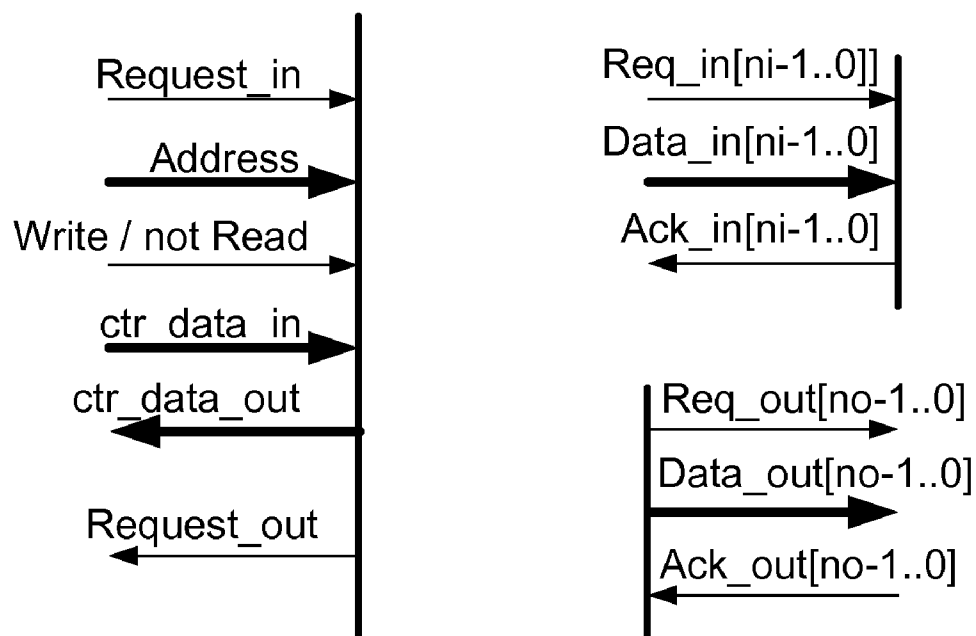 Request_in
Address
Write / not Read
ctr_data_in
ctr_data_out
Request_out
Req_in[ni-1..0]]
Data_in[ni-1..0]
Ack_in[ni-1..0]
Req_out[no-1..0]
Data_out[no-1..0]
Ack_out[no-1..0]